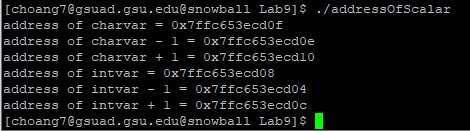 [choang7@gsuad.gsu.edu@snowball Lab9]$ ./addressOfScalar
address of charvar = 0x7ffc653ecd0f
address of charvar - 1 = 0x7ffc653ecd0e
address of charvar + 1 = 0x7ffc653ecd10
address of intvar = 0x7ffc653ecd08
address of intvar - 1 = 0x7ffc653ecd04
address of intvar + 1 = 0x7ffc653ecd0c
[choang7@gsuad.gsu.edu@snowball Lab9]$